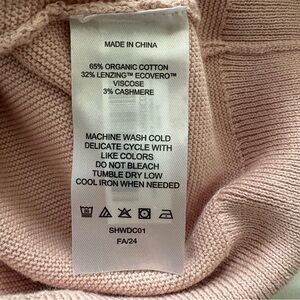 MADE IN CHINA
65% ORGANIC COTTON
32% LENZING™ ECOVERO™
VISCOSE
3% CASHMERE
MACHINE WASH COLD
DELICATE CYCLE WITH
LIKE COLORS
DO NOT BLEACH
TUMBLE DRY LOW
COOL IRON WHEN NEEDED
SHWDC01
FA/24